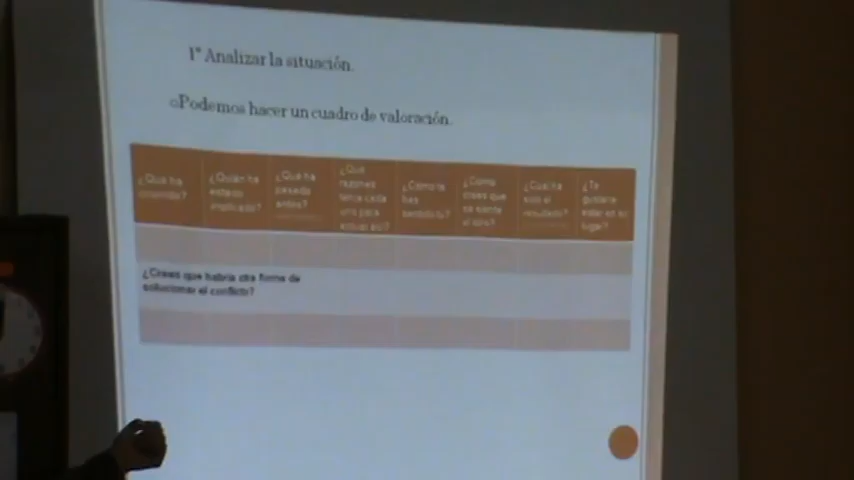 1º Analizar la situación.
Podemos hacer un cuadro de valoración.
¿Qué ha
ocurrido?
¿Quién ha
estado
implicado?
¿Qué ha
pasado
antes?
¿Qué
razones
tenía cada
uno para
actuar así?
¿Cómo te
has
sentido/a?
¿Cómo
crees que
se siente
el otro?
¿Cuál ha
sido el
resultado?
¿Te
gustaría
estar en su
lugar?
¿Crees que habría otra forma de
solucionar el conflicto?